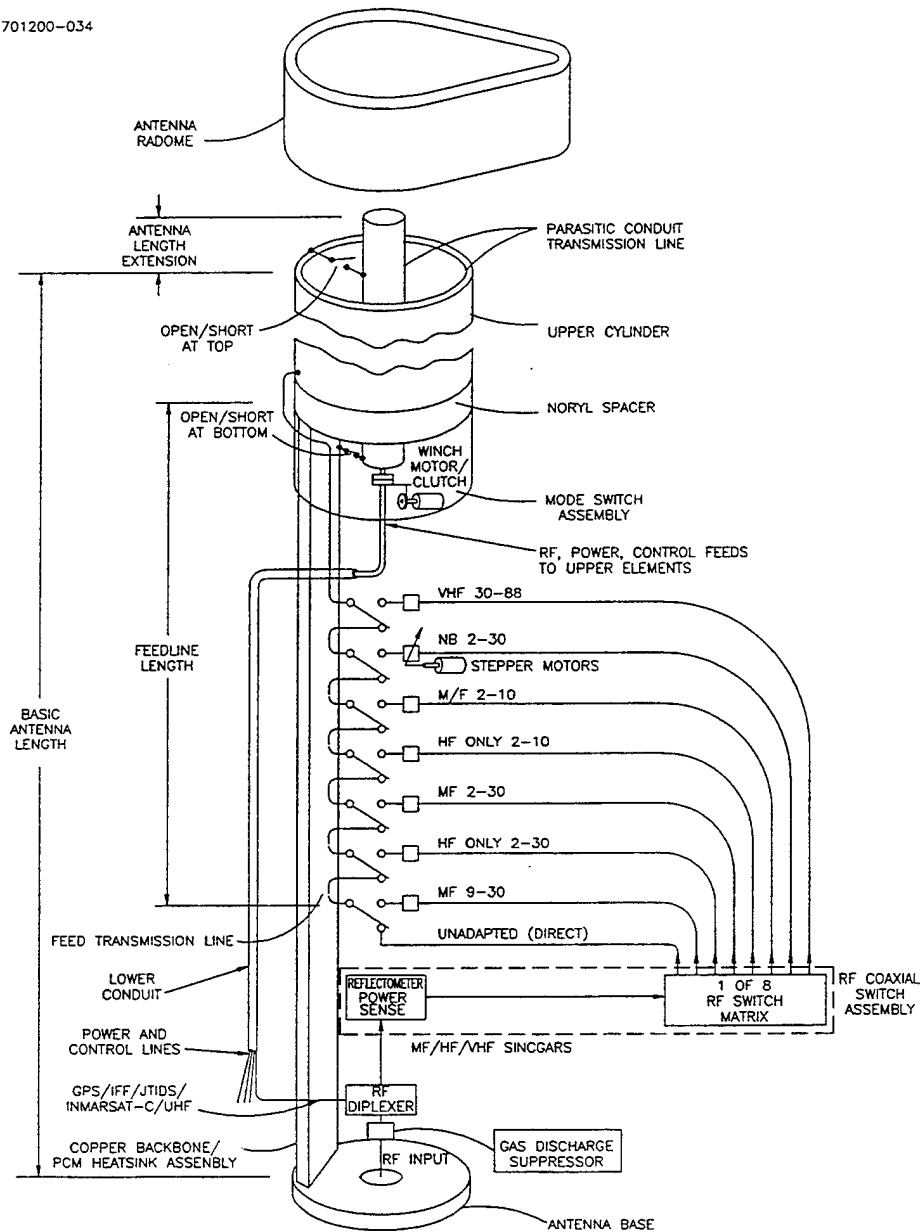 701200-034
ANTENNA
RADOME
ANTENNA
LENGTH
EXTENSION
PARASITIC CONDUIT
TRANSMISSION LINE
OPEN/SHORT
AT TOP
UPPER CYLINDER
NORYL SPACER
OPEN/SHORT
AT BOTTOM
WINCH
MOTOR/
CLUTCH
MODE SWITCH
ASSEMBLY
RF, POWER, CONTROL FEEDS
TO UPPER ELEMENTS
VHF 30-88
NB 2-30
STEPPER MOTORS
FEEDLINE
LENGTH
M/F 2-10
BASIC
ANTENNA
LENGTH
HF ONLY 2-10
MF 2-30
HF ONLY 2-30
MF 9-30
UNADAPTED (DIRECT)
FEED TRANSMISSION LINE
LOWER
CONDUIT
REFLECTOMETER
POWER
SENSE
1 OF 8
RF SWITCH
MATRIX
RF COAXIAL
SWITCH
ASSEMBLY
MF/HF/VHF SINCGARS
POWER AND
CONTROL LINES
GPS/IFF/JTIDS/
INMARSAT-C/UHF
RF
DIPLEXER
COPPER BACKBONE/
PCM HEATSINK ASSENBLY
RF INPUT
GAS DISCHARGE
SUPPRESSOR
ANTENNA BASE